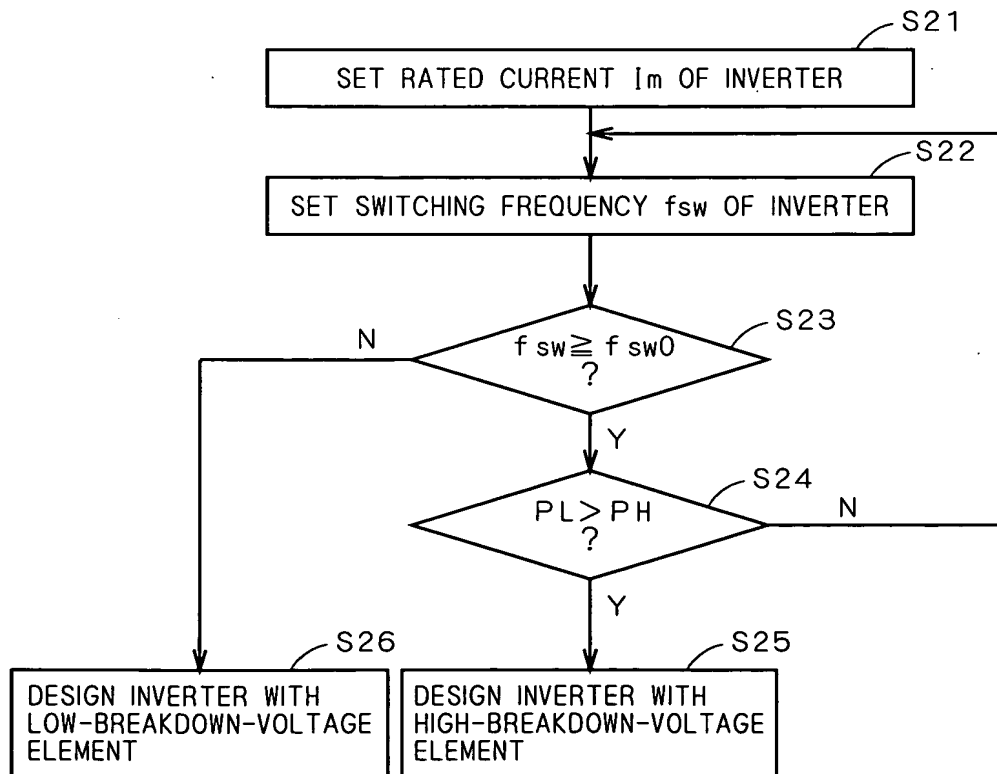 S21
SET RATED CURRENT Im OF INVERTER
S22
SET SWITCHING FREQUENCY fsw OF INVERTER
S23
N
fsw≧fsw0
?
Y
S24
PL>PH
?
N
Y
S26
S25
DESIGN INVERTER WITH
LOW-BREAKDOWN-VOLTAGE
ELEMENT
DESIGN INVERTER WITH
HIGH-BREAKDOWN-VOLTAGE
ELEMENT